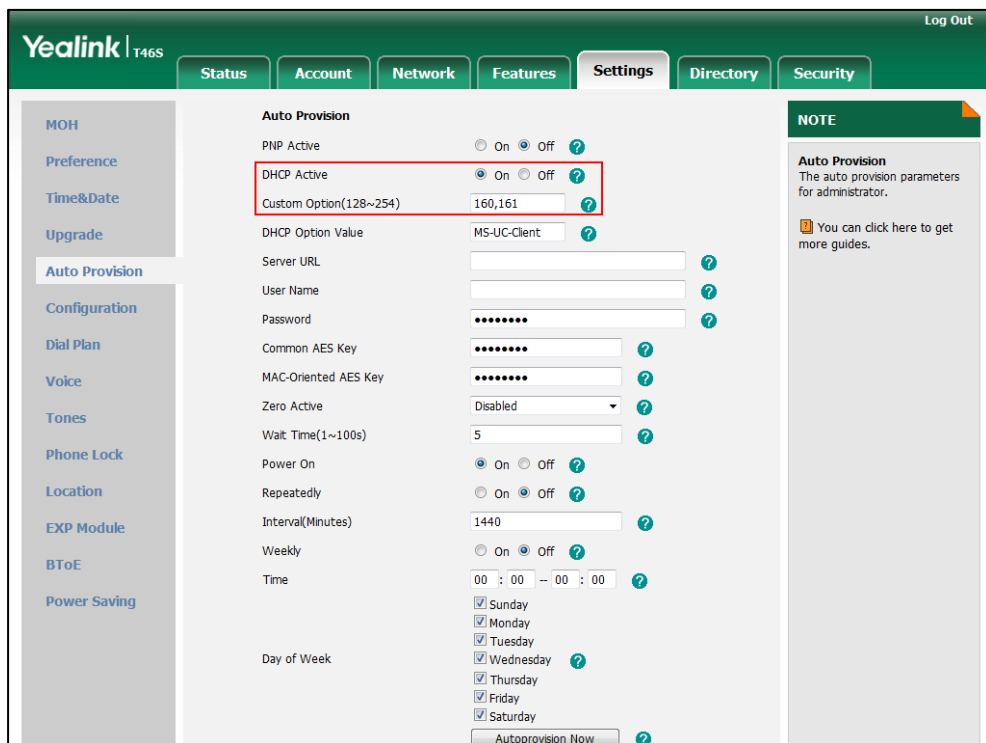 Log Out
Yealink | T46S
Status Account Network Features Settings Directory Security
MOH
Preference
Time&Date
Upgrade
Auto Provision
Configuration
Dial Plan
Voice
Tones
Phone Lock
Location
EXP Module
BToE
Power Saving
Auto Provision
PNP Active On Off ?
DHCP Active On Off ?
Custom Option(128~254) 160,161 ?
DHCP Option Value MS-UC-Client ?
Server URL ?
User Name ?
Password •••••••• ?
Common AES Key •••••••• ?
MAC-Oriented AES Key •••••••• ?
Zero Active Disabled ?
Wait Time(1~100s) 5 ?
Power On On Off ?
Repeatedly On Off ?
Interval(Minutes) 1440 ?
Weekly On Off ?
Time 00 : 00 -- 00 : 00 ?
Sunday
Monday
Tuesday
Day of Week Wednesday ?
Thursday
Friday
Saturday
Autoprovision Now ?
NOTE
Auto Provision
The auto provision parameters
for administrator.
? You can click here to get
more guides.